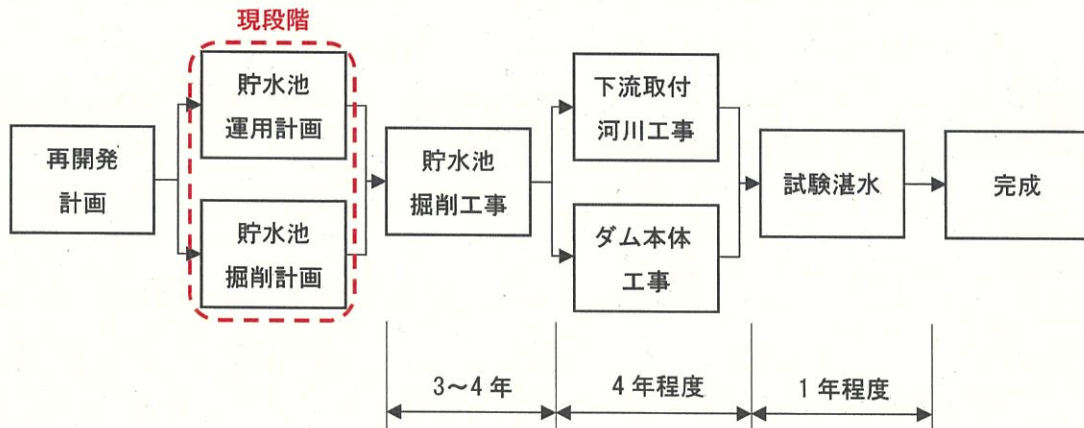 現段階
再開発
計画
貯水池
運用計画
貯水池
掘削計画
貯水池
掘削工事
下流取付
河川工事
ダム本体
工事
試験湛水
完成
3～4年
4年程度
1年程度